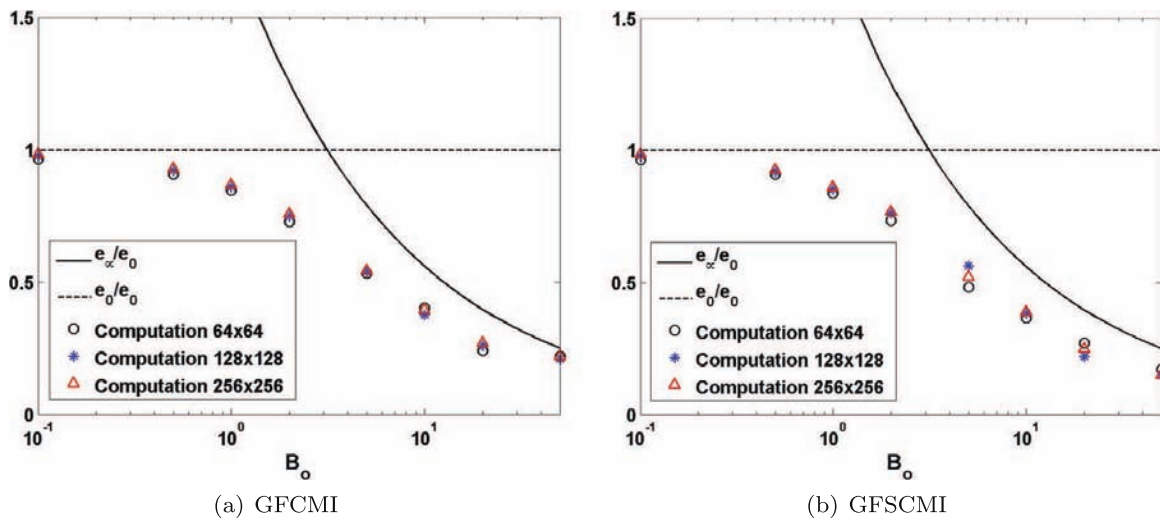 1.5
1
0.5
0
10^-1
10^0
10^1
B_o
e_∝/e_0
e_0/e_0
Computation 64x64
Computation 128x128
Computation 256x256
(a) GFCMI
1.5
1
0.5
0
10^-1
10^0
10^1
B_o
e_∝/e_0
e_0/e_0
Computation 64x64
Computation 128x128
Computation 256x256
(b) GFSCMI